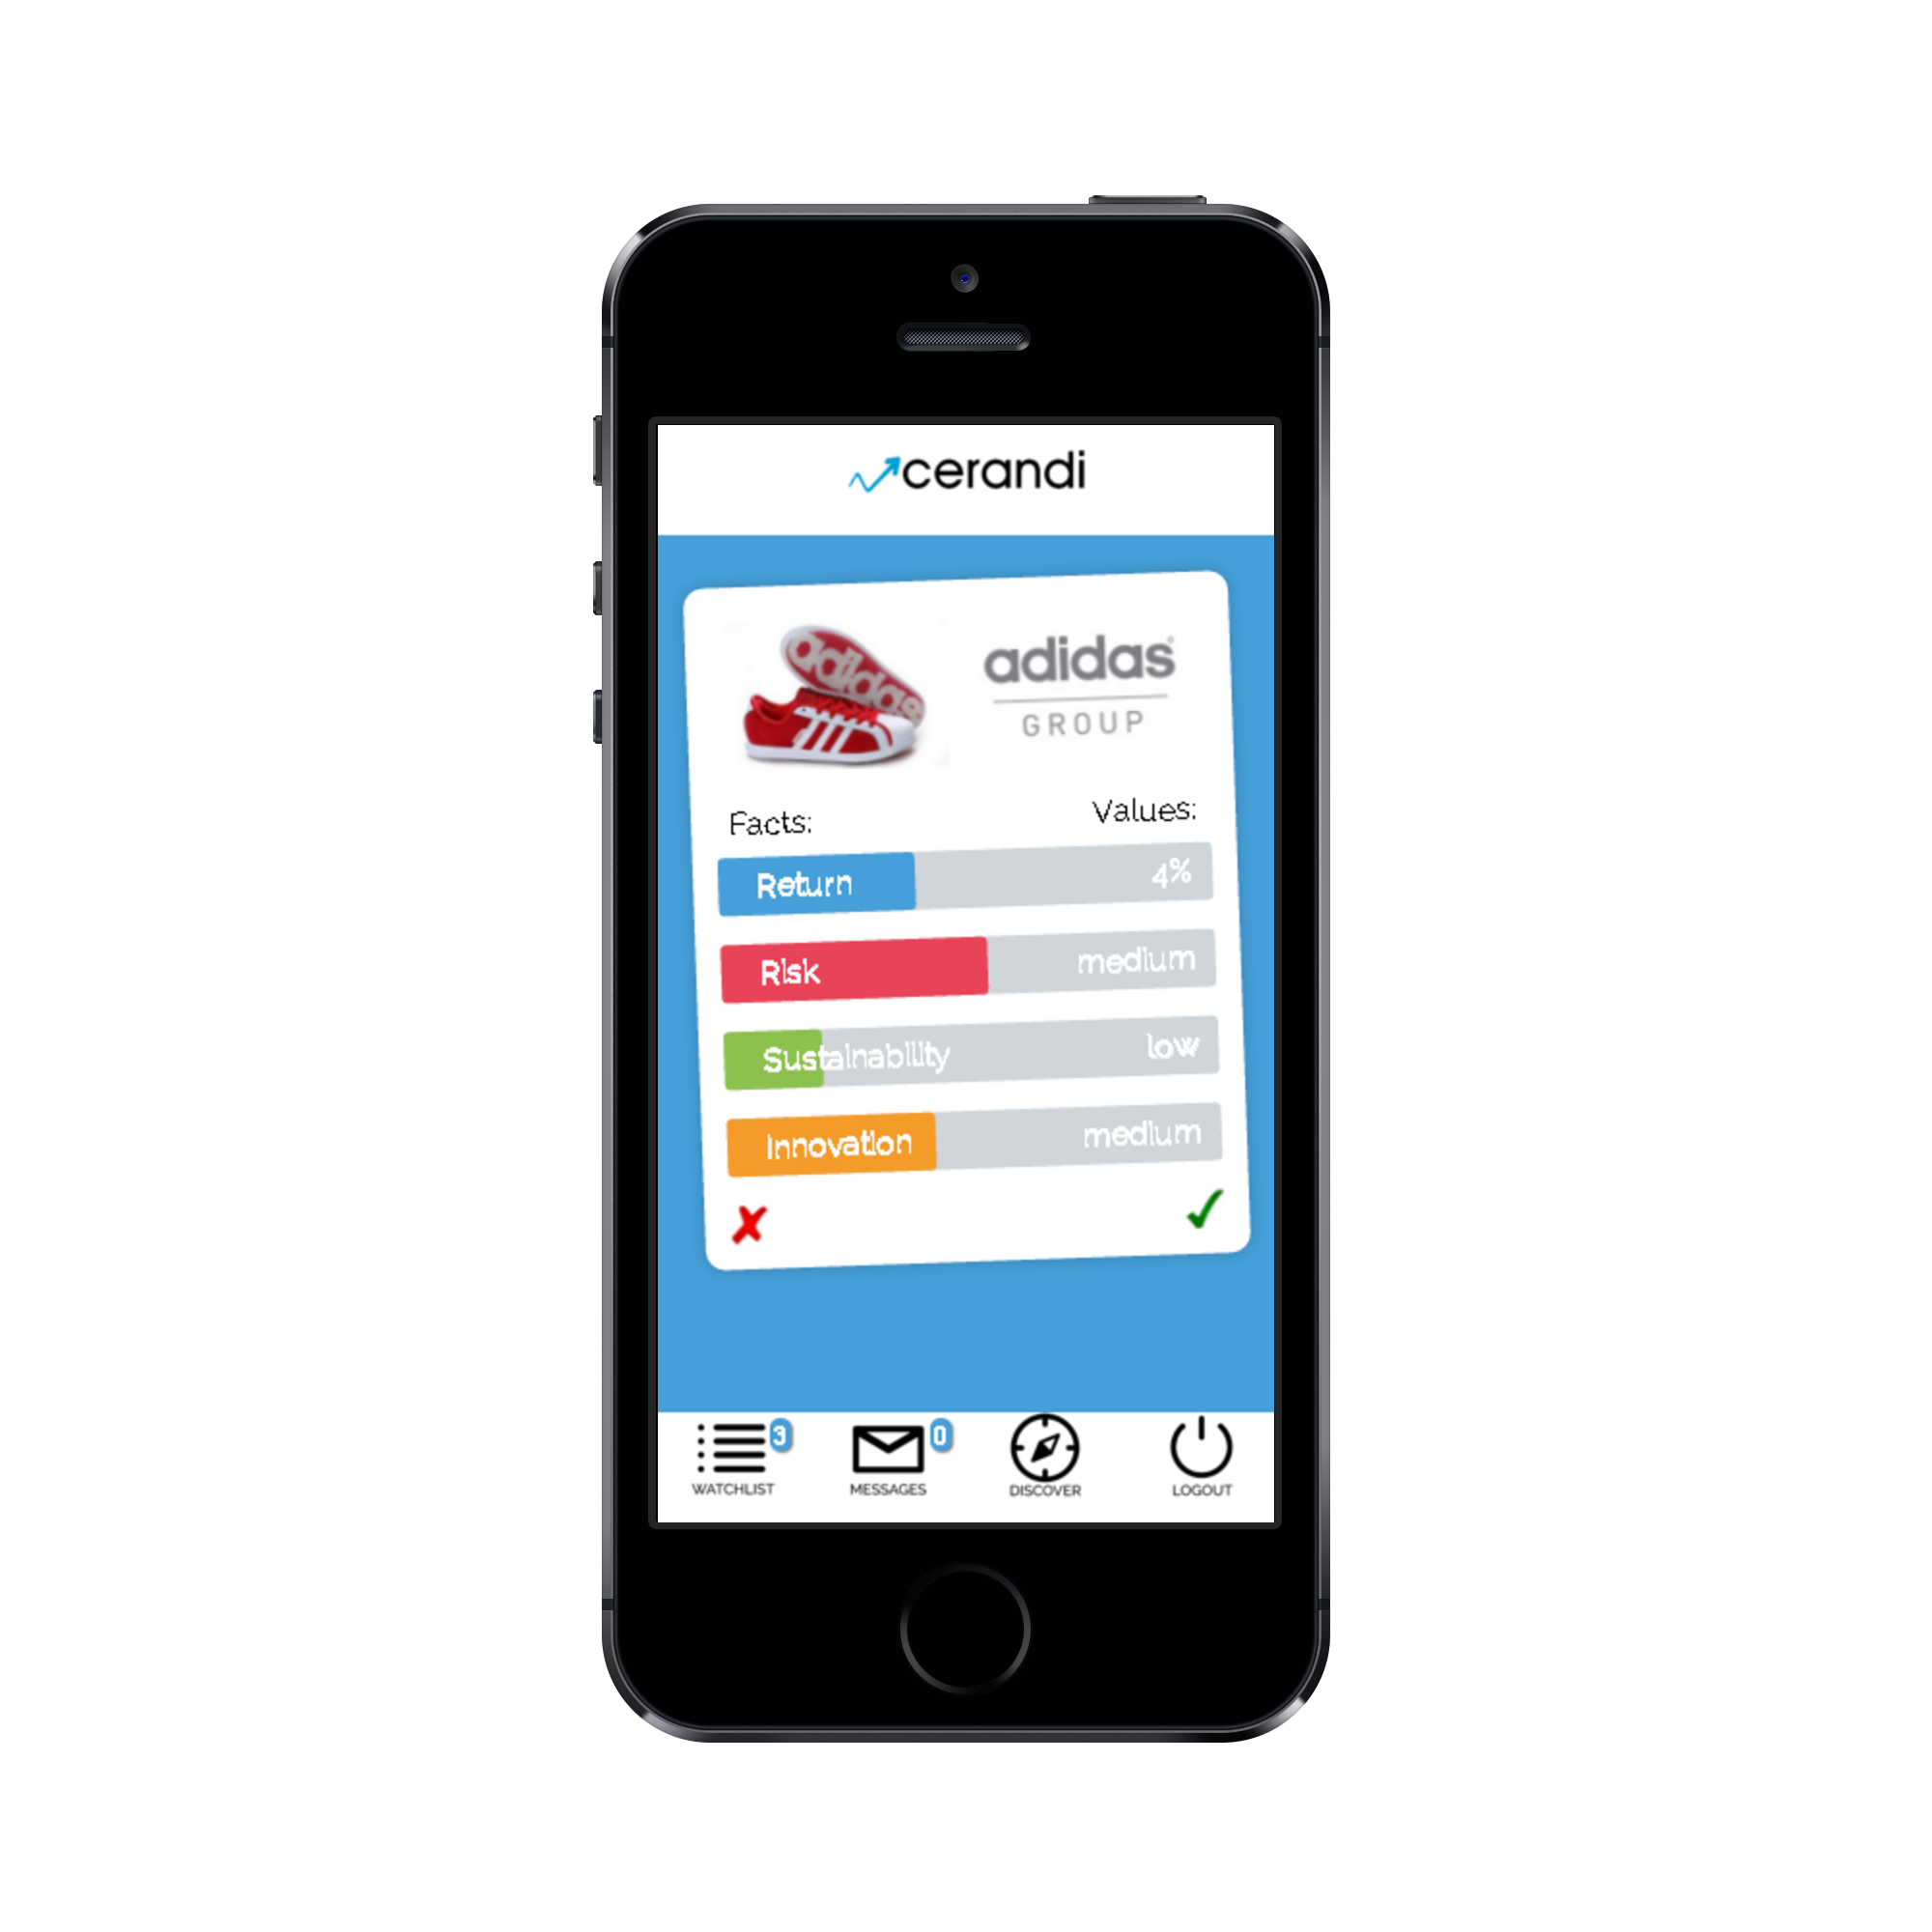 cerandi
adidas
adidas
GROUP
Facts: Values:
Return 4%
Risk medium
Sustainability low
Innovation medium
3 0
WATCHLIST MESSAGES DISCOVER LOGOUT